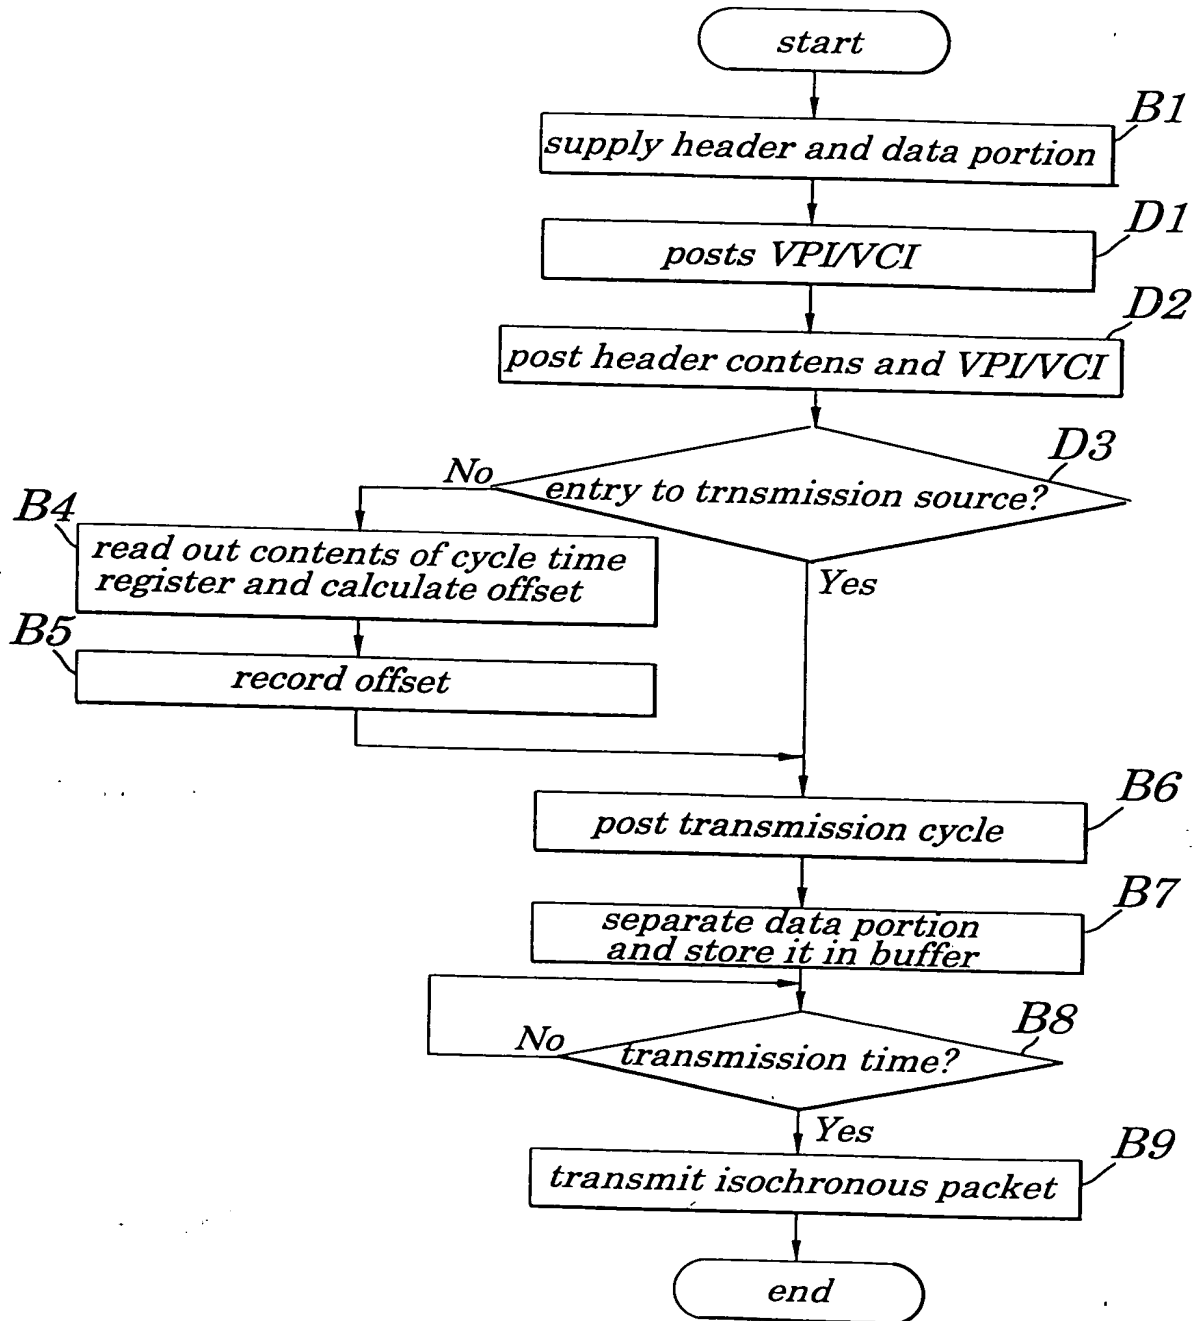 start
B1
supply header and data portion
D1
posts VPI/VCI
D2
post header contens and VPI/VCI
D3
No
entry to trnsmission source?
B4
read out contents of cycle time
register and calculate offset
Yes
B5
record offset
B6
post transmission cycle
B7
separate data portion
and store it in buffer
B8
No
transmission time?
Yes
B9
transmit isochronous packet
end